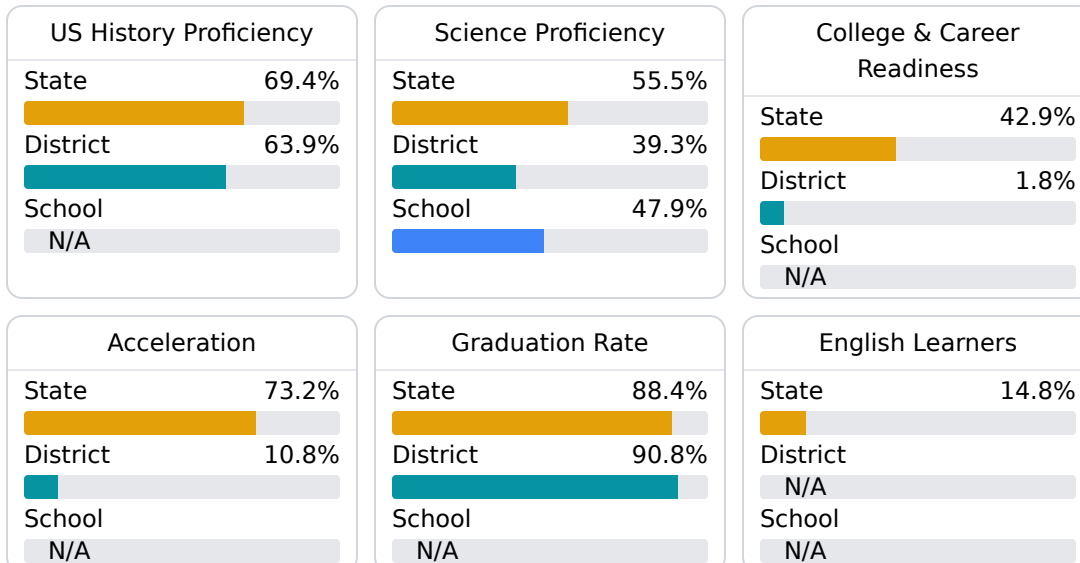 US History Proficiency
State 69.4%
District 63.9%
School
N/A
Science Proficiency
State 55.5%
District 39.3%
School 47.9%
College & Career
Readiness
State 42.9%
District 1.8%
School
N/A
Acceleration
State 73.2%
District 10.8%
School
N/A
Graduation Rate
State 88.4%
District 90.8%
School
N/A
English Learners
State 14.8%
District
N/A
School
N/A